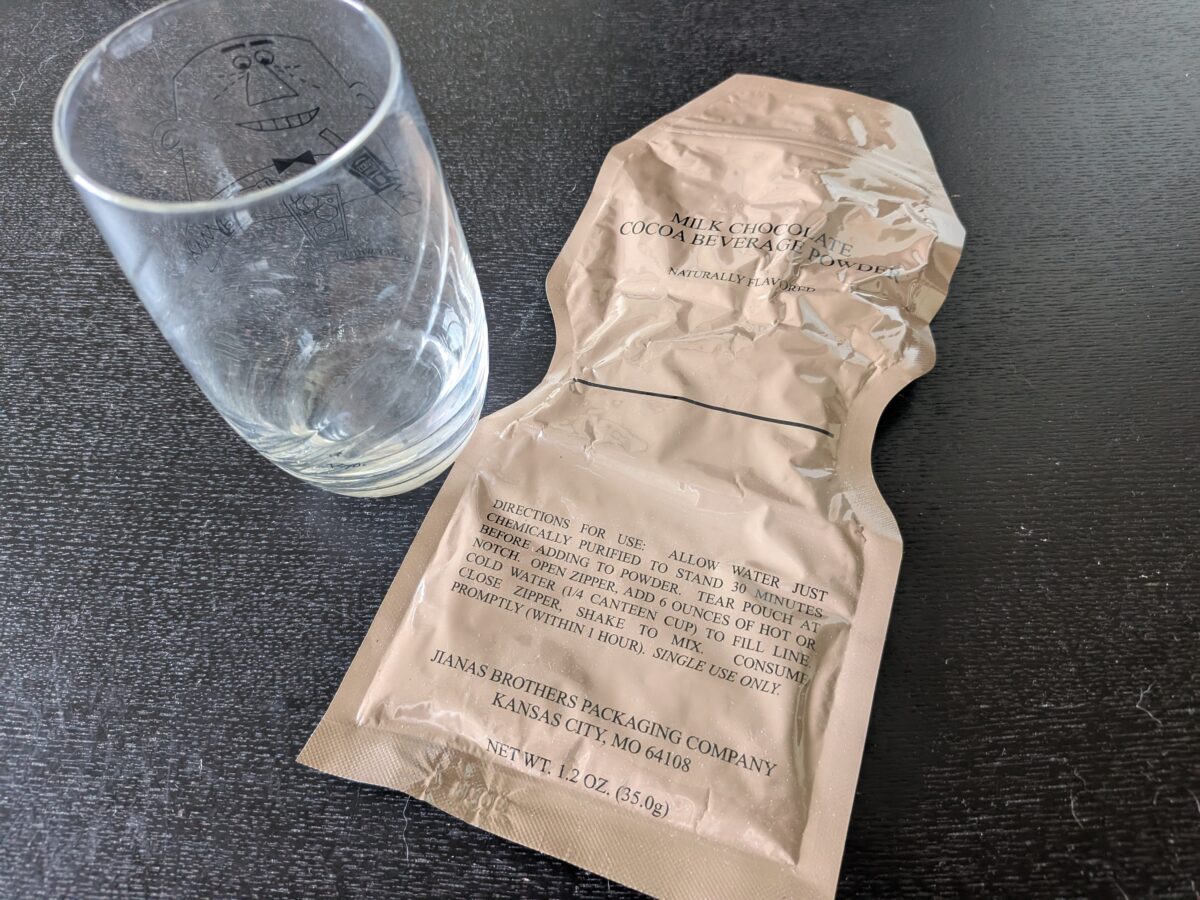 MILK CHOCOLATE
COCOA BEVERAGE POWDER
NATURALLY FLAVORED
DIRECTIONS FOR USE: ALLOW WATER JUST
CHEMICALLY PURIFIED TO STAND 30 MINUTES
BEFORE ADDING TO POWDER. TEAR POUCH AT
NOTCH. OPEN ZIPPER, ADD 6 OUNCES OF HOT OR
COLD WATER (1/4 CANTEEN CUP) TO FILL LINE.
CLOSE ZIPPER, SHAKE TO MIX. CONSUME
PROMPTLY (WITHIN 1 HOUR). SINGLE USE ONLY.
JIANAS BROTHERS PACKAGING COMPANY
KANSAS CITY, MO 64108
NET WT. 1.2 OZ. (35.0g)